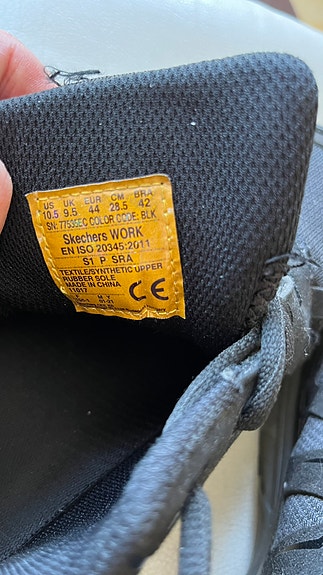 US UK EUR CM BRA
10.5 9.5 44 28.5 42
SN: 77535EC COLOR CODE: BLK
Skechers WORK
EN ISO 20345:2011
S1 P SRA
TEXTILE/SYNTHETIC UPPER
RUBBER SOLE
MADE IN CHINA
11617
CE
M Y